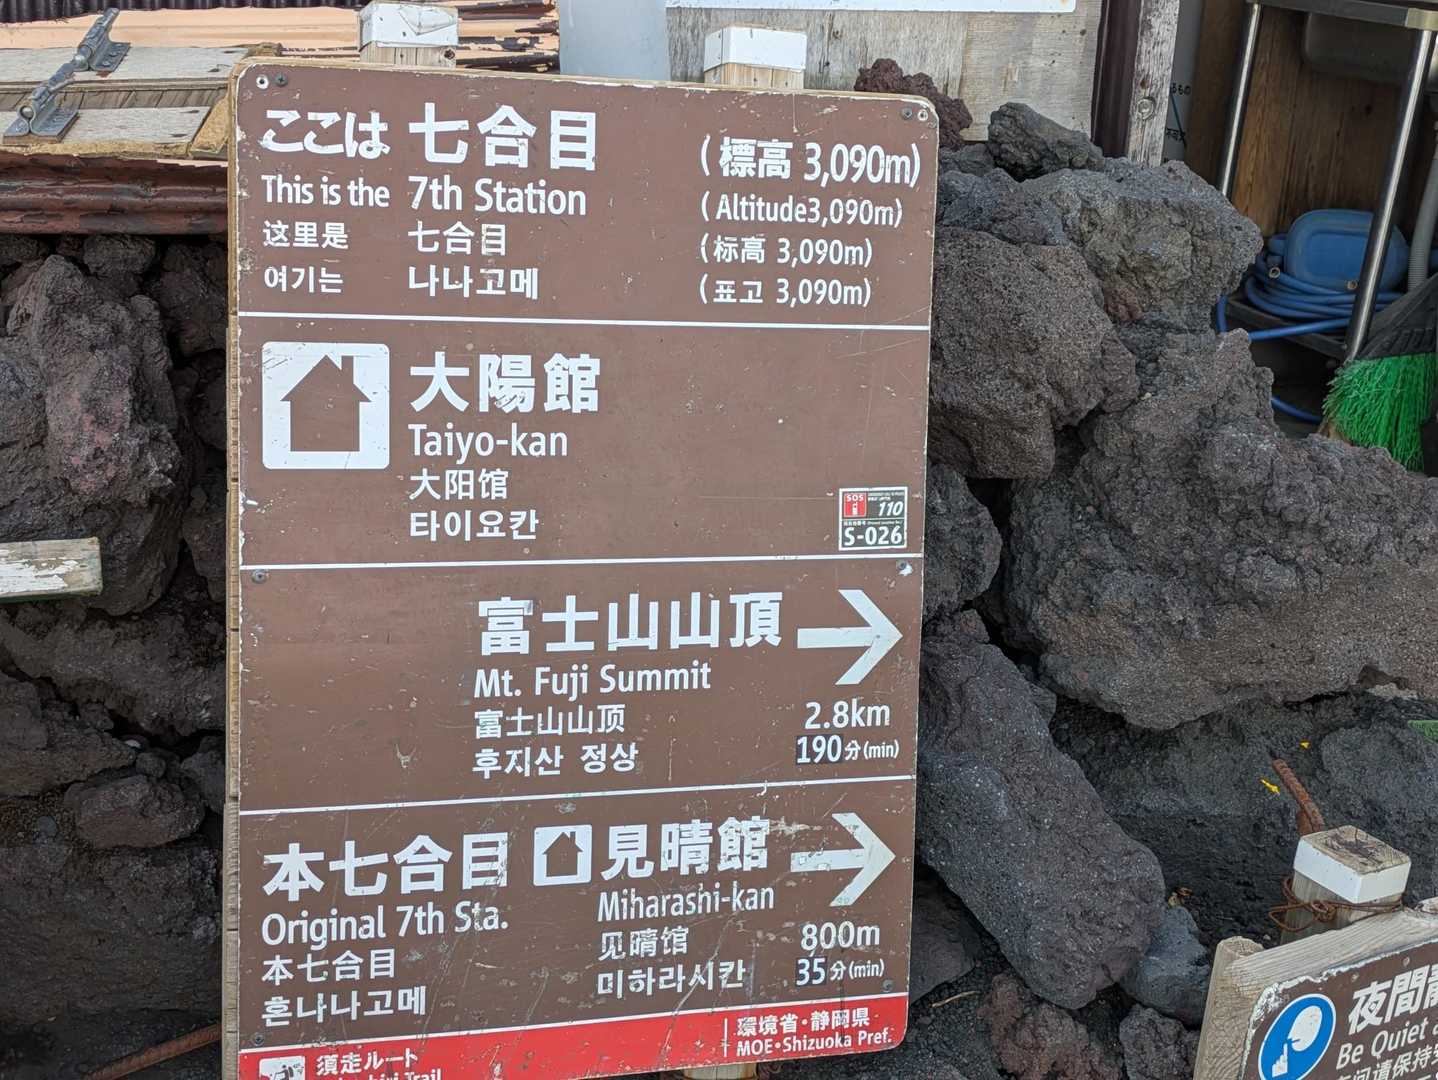 ここは 七合目 (標高 3,090m)
This is the 7th Station (Altitude3,090m)
这里是 七合目 (标高 3,090m)
여기는 나나고메 (표고 3,090m)
大陽館
Taiyo-kan
大阳馆
타이요칸
SOS 110
S-026
富士山山頂
Mt. Fuji Summit
富士山山顶 2.8km
후지산 정상 190分(min)
本七合目 見晴館
Original 7th Sta. Miharashi-kan
本七合目 见晴馆 800m
혼나나고메 미하라시칸 35分(min)
須走ルート 環境省・静岡県
Trail MOE・Shizuoka Pref.
夜間
Be Quiet
请保持